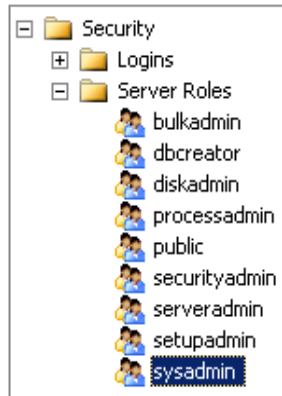 Security
Logins
Server Roles
bulkadmin
dbcreator
diskadmin
processadmin
public
securityadmin
serveradmin
setupadmin
sysadmin